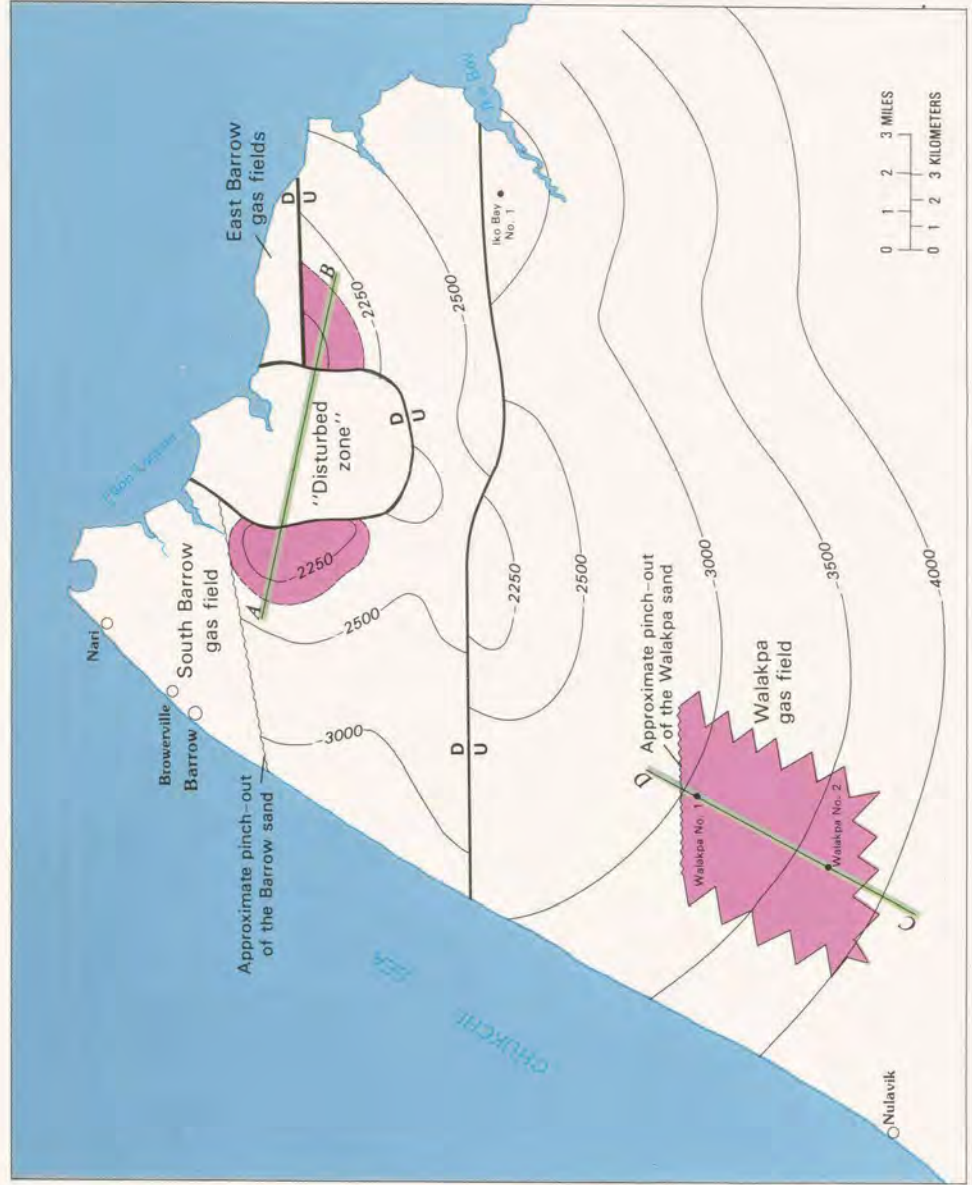 Nari
Browerville
Barrow
South Barrow
gas field
East Barrow
gas fields
D
U
Approximate pinch-out
of the Barrow sand
A
-2250
"Disturbed
zone"
B
-2250
D
U
-2500
-2500
-3000
Bay
Iko Bay
No. 1
D
U
-2250
-2500
CHUKCHI
SEA
Approximate pinch-out
of the Walakpa sand
D
Walakpa
gas field
Walakpa No. 1
Walakpa No. 2
C
-3000
-3500
-4000
Nulavik
0 1 2 3 MILES
0 1 2 3 KILOMETERS